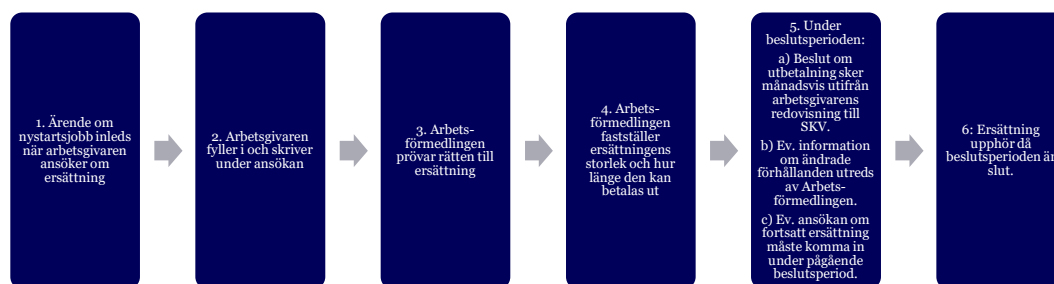 1. Ärende om
nystartsjobb inleds
när arbetsgivaren
ansöker om
ersättning
2. Arbetsgivaren
fyller i och skriver
under ansökan
3. Arbets-
förmedlingen
prövar rätten till
ersättning
4. Arbets-
förmedlingen
fastställer
ersättningens
storlek och hur
länge den kan
betalas ut
5. Under
beslutsperioden:
a) Beslut om
utbetalning sker
månadsvis utifrån
arbetsgivarens
redovisning till
SKV.
b) Ev. information
om ändrade
förhållanden utreds
av Arbets-
förmedlingen.
c) Ev. ansökan om
fortsatt ersättning
måste komma in
under pågående
beslutsperiod.
6: Ersättning
upphör då
beslutsperioden är
slut.